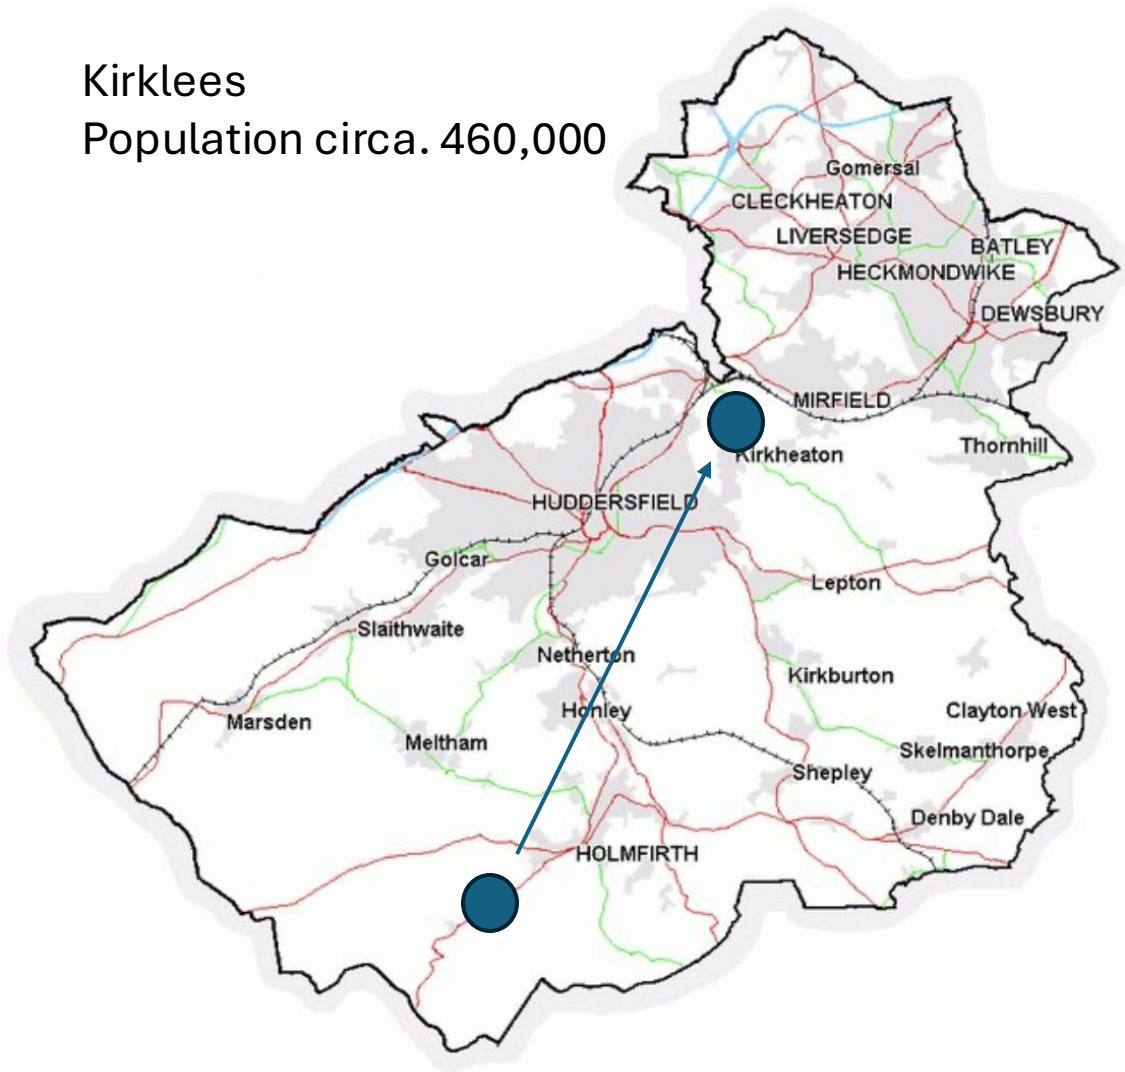 Kirklees
Population circa. 460,000
Gomersal
CLECKHEATON
LIVERSEDGE
BATLEY
HECKMONDWIKE
DEWSBURY
MIRFIELD
Thornhill
Kirkheaton
HUDDERSFIELD
Golcar
Lepton
Slaithwaite
Netherton
Kirkburton
Honley
Clayton West
Marsden
Meltham
Skelmanthorpe
Shepley
Denby Dale
HOLMFIRTH